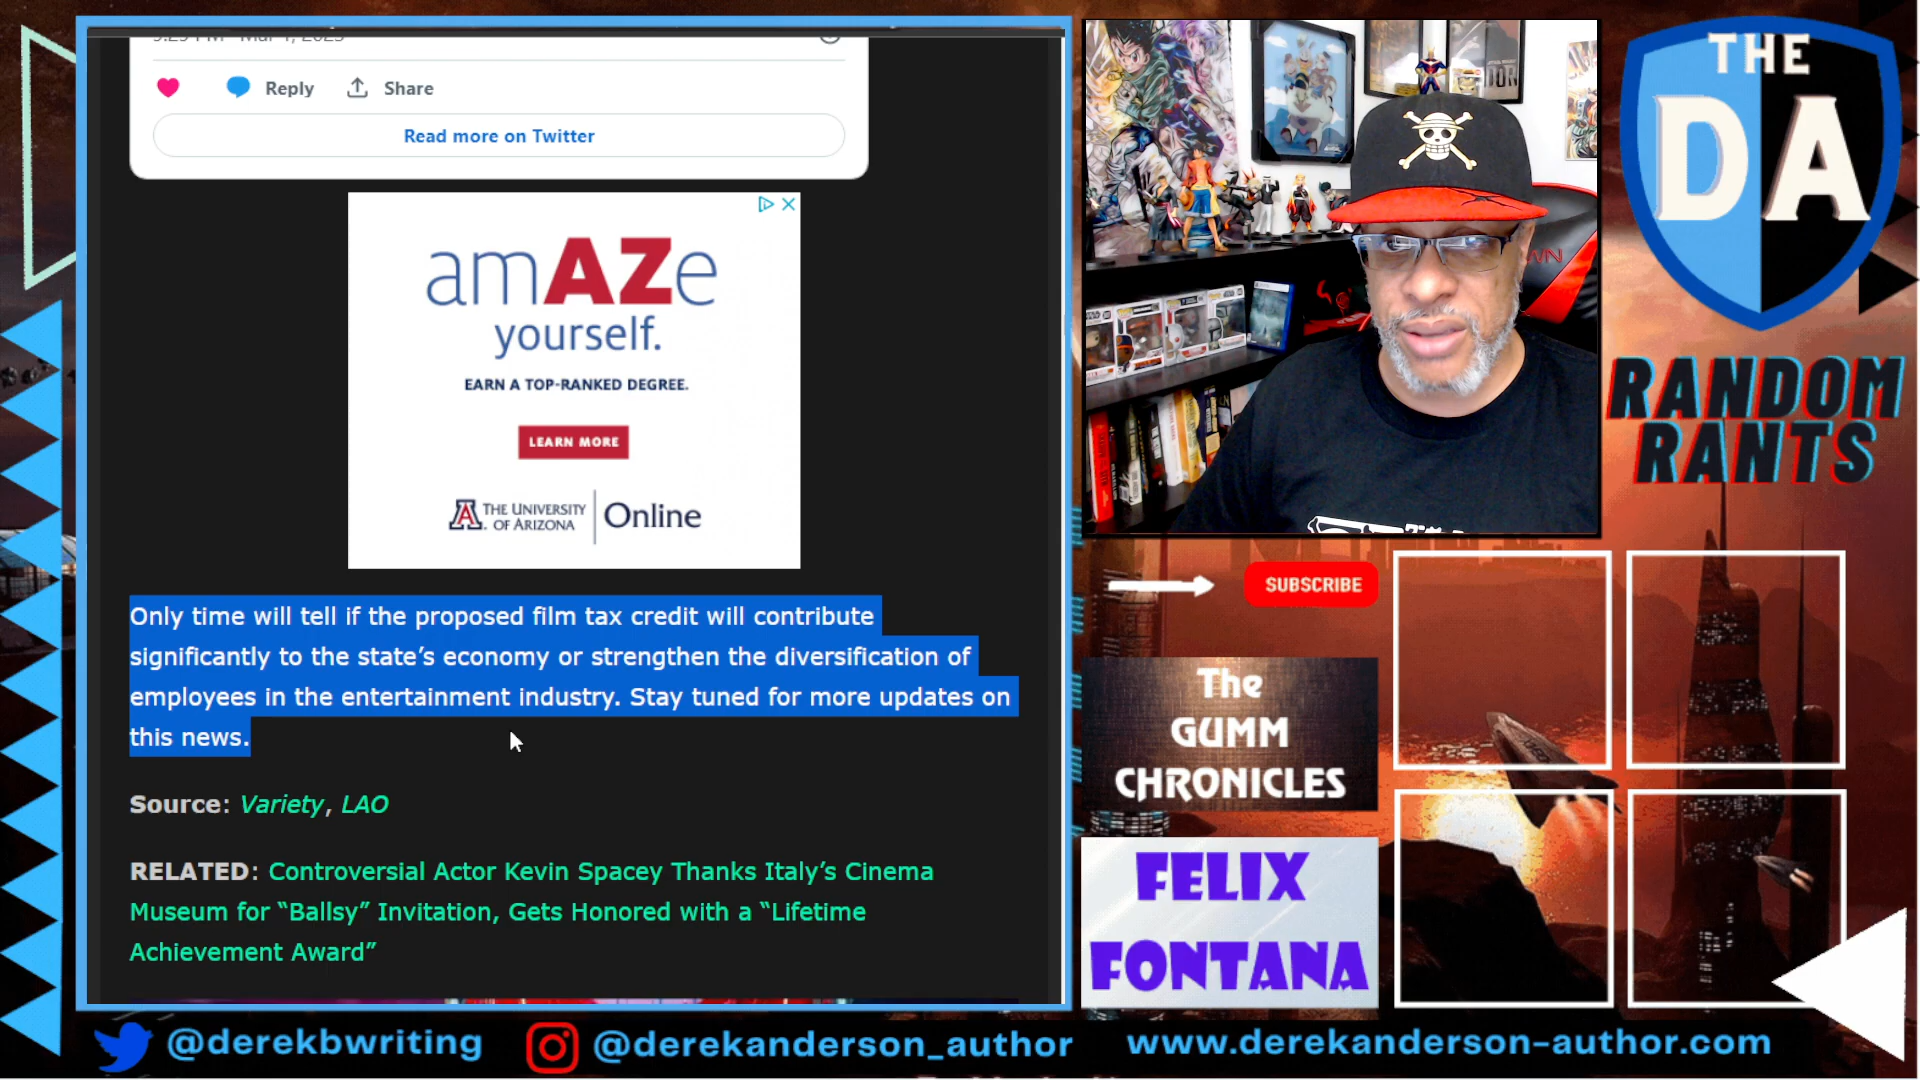 Reply
Share
Read more on Twitter
amAZe
yourself.
EARN A TOP-RANKED DEGREE.
LEARN MORE
A THE UNIVERSITY
OF ARIZONA
Online
Only time will tell if the proposed film tax credit will contribute
significantly to the state’s economy or strengthen the diversification of
employees in the entertainment industry. Stay tuned for more updates on
this news.
Source: Variety, LAO
RELATED: Controversial Actor Kevin Spacey Thanks Italy’s Cinema
Museum for “Ballsy” Invitation, Gets Honored with a “Lifetime
Achievement Award”
THE
DA
RANDOM
RANTS
SUBSCRIBE
The
GUMM
CHRONICLES
FELIX
FONTANA
@derekbwriting
@derekanderson_author
www.derekanderson-author.com